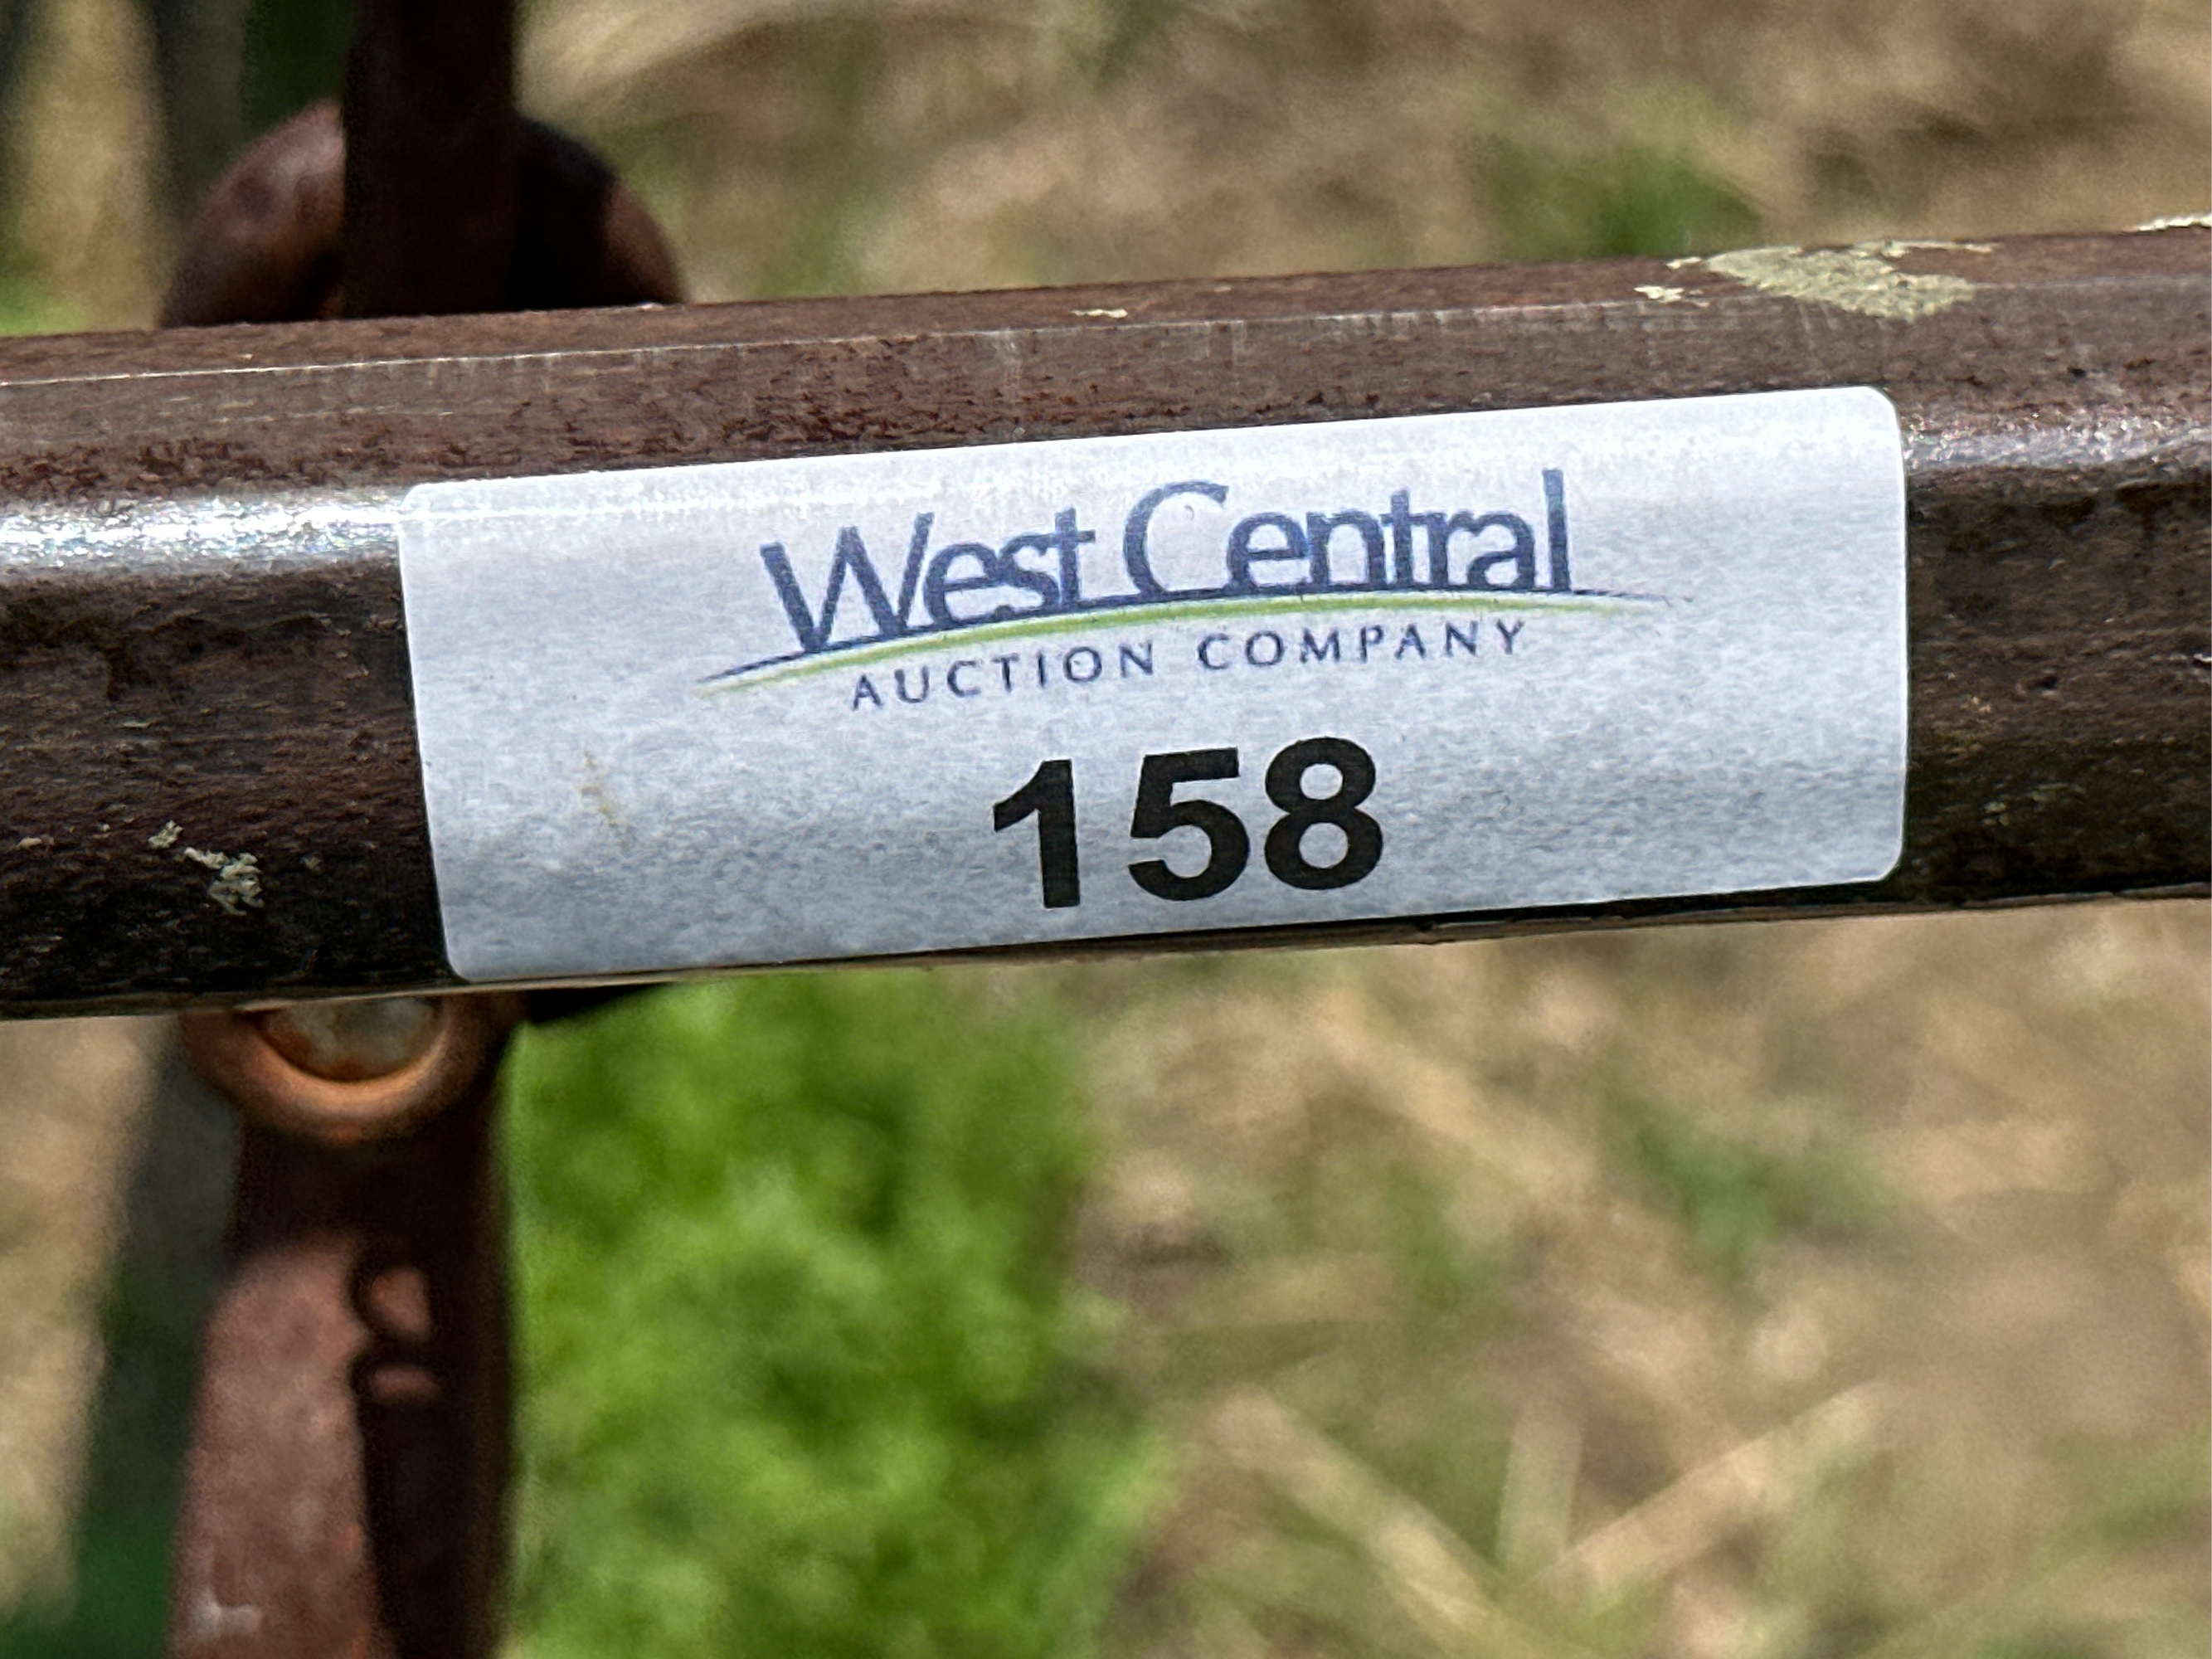 West Central
AUCTION COMPANY
158